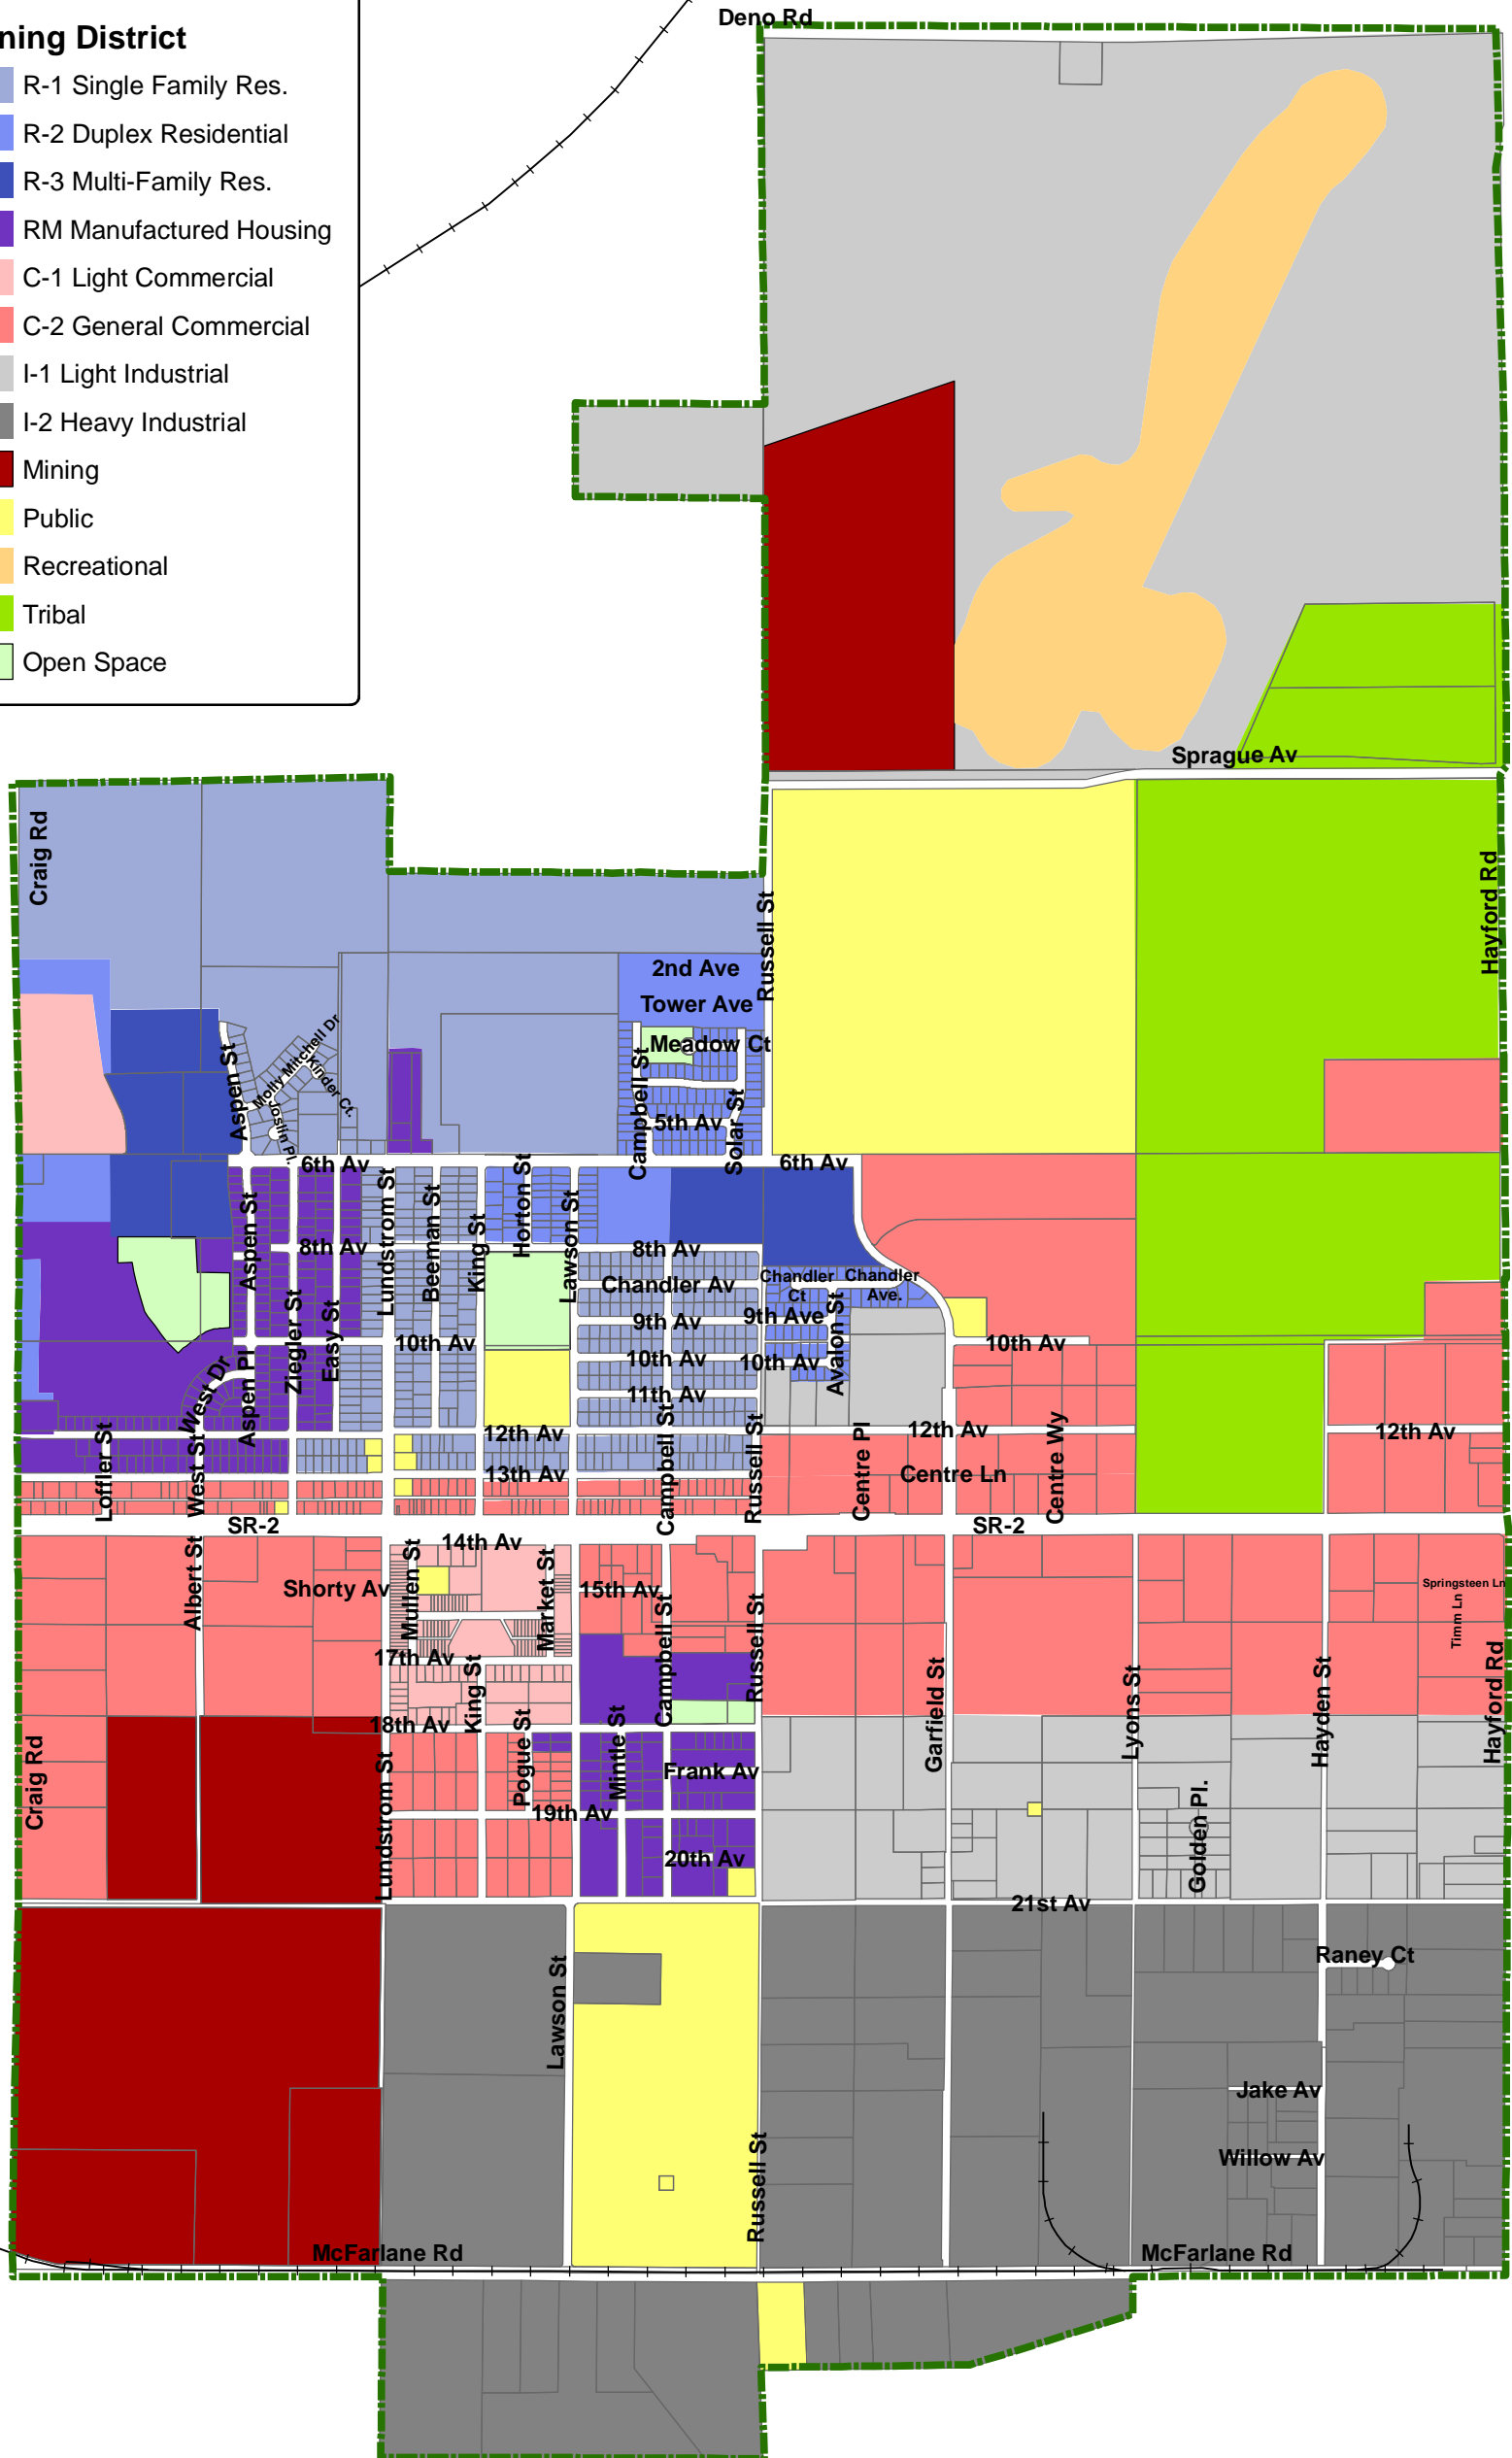 Deno Rd
ning District
R-1 Single Family Res.
R-2 Duplex Residential
R-3 Multi-Family Res.
RM Manufactured Housing
C-1 Light Commercial
C-2 General Commercial
I-1 Light Industrial
I-2 Heavy Industrial
Mining
Public
Recreational
Tribal
Open Space
Sprague Av
Craig Rd
Russell St
Hayford Rd
2nd Ave
Tower Ave
Meadow Ct
Campbell St
Solar St
5th Av
Aspen St
Molly Mitchell Dr
Kinder Ct.
Joslin Pl.
6th Av
6th Av
Aspen St
Lundstrom St
Beeman St
King St
Horton St
Lawson St
8th Av
8th Av
Chandler Av
Chandler
Ct
Chandler
Ave.
Ziegler St
Easy St
9th Av
9th Ave
Avalon St
10th Av
10th Av
10th Av
10th Av
West Dr
Aspen Pl
11th Av
12th Av
12th Av
12th Av
Loffler St
West St
Campbell St
Russell St
Centre Pl
Centre Wy
13th Av
Centre Ln
SR-2
SR-2
Albert St
Shorty Av
Mullen St
14th Av
Market St
15th Av
Campbell St
Russell St
Springsteen Ln
Timm Ln
17th Av
King St
18th Av
Garfield St
Lyons St
Hayden St
Hayford Rd
Craig Rd
Lundstrom St
Pogue St
Mintle St
Frank Av
19th Av
Golden Pl.
20th Av
21st Av
Lawson St
Raney Ct
Jake Av
Willow Av
Russell St
McFarlane Rd
McFarlane Rd